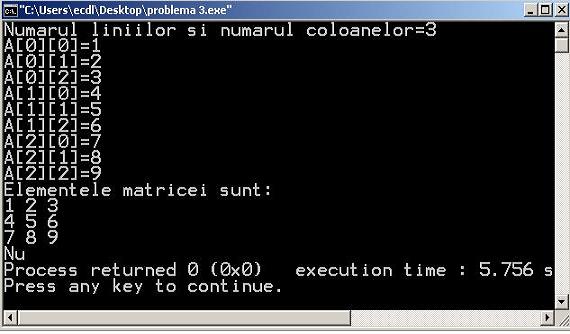 "C:\Users\ecdl\Desktop\problema 3.exe"
Numarul liniilor si numarul coloanelor=3
A[0][0]=1
A[0][1]=2
A[0][2]=3
A[1][0]=4
A[1][1]=5
A[1][2]=6
A[2][0]=7
A[2][1]=8
A[2][2]=9
Elementele matricei sunt:
1 2 3
4 5 6
7 8 9
Nu
Process returned 0 (0x0)   execution time : 5.756 s
Press any key to continue.